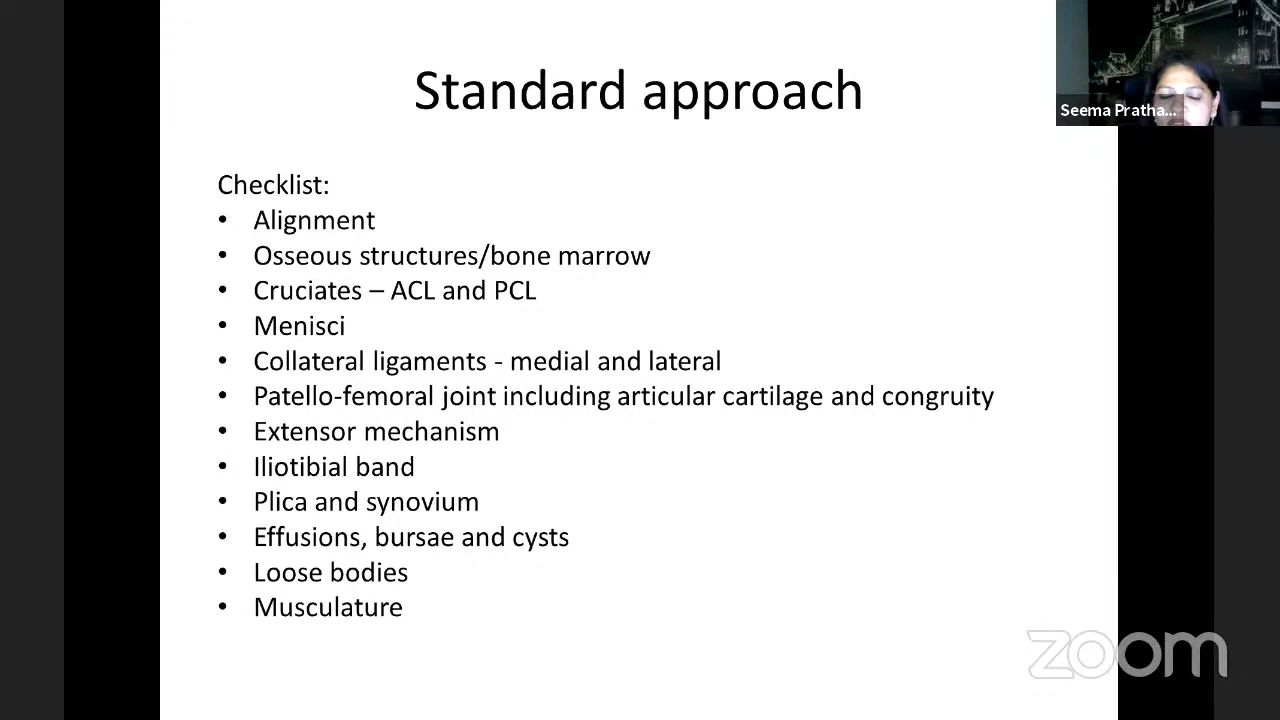 Standard approach
Seema Pratha...
Checklist:
• Alignment
• Osseous structures/bone marrow
• Cruciates – ACL and PCL
• Menisci
• Collateral ligaments - medial and lateral
• Patello-femoral joint including articular cartilage and congruity
• Extensor mechanism
• Iliotibial band
• Plica and synovium
• Effusions, bursae and cysts
• Loose bodies
• Musculature
zoom